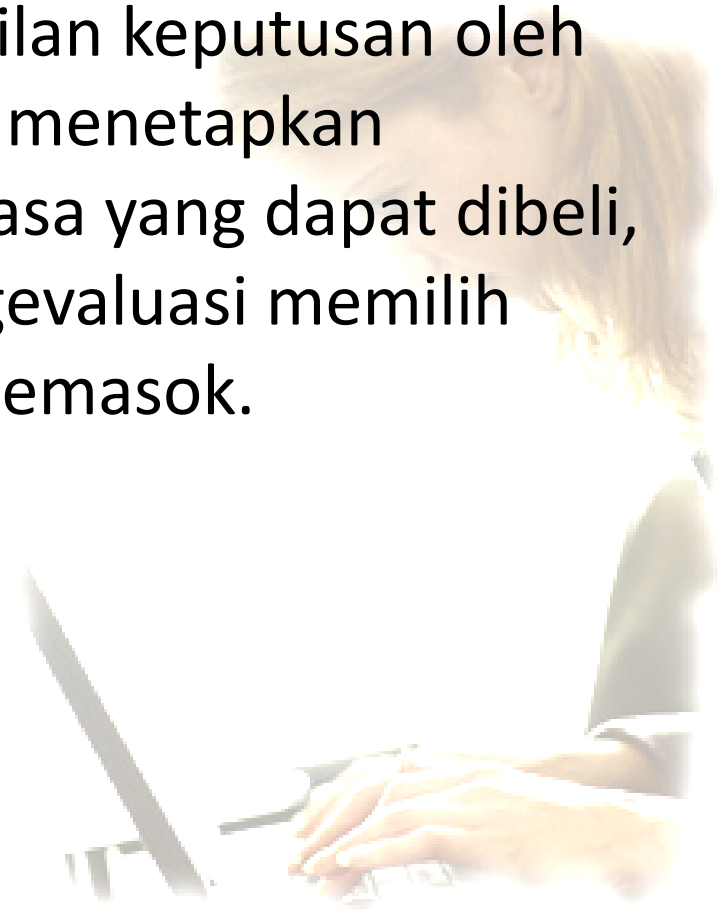 ilan keputusan oleh
menetapkan
asa yang dapat dibeli,
gevaluasi memilih
emasok.